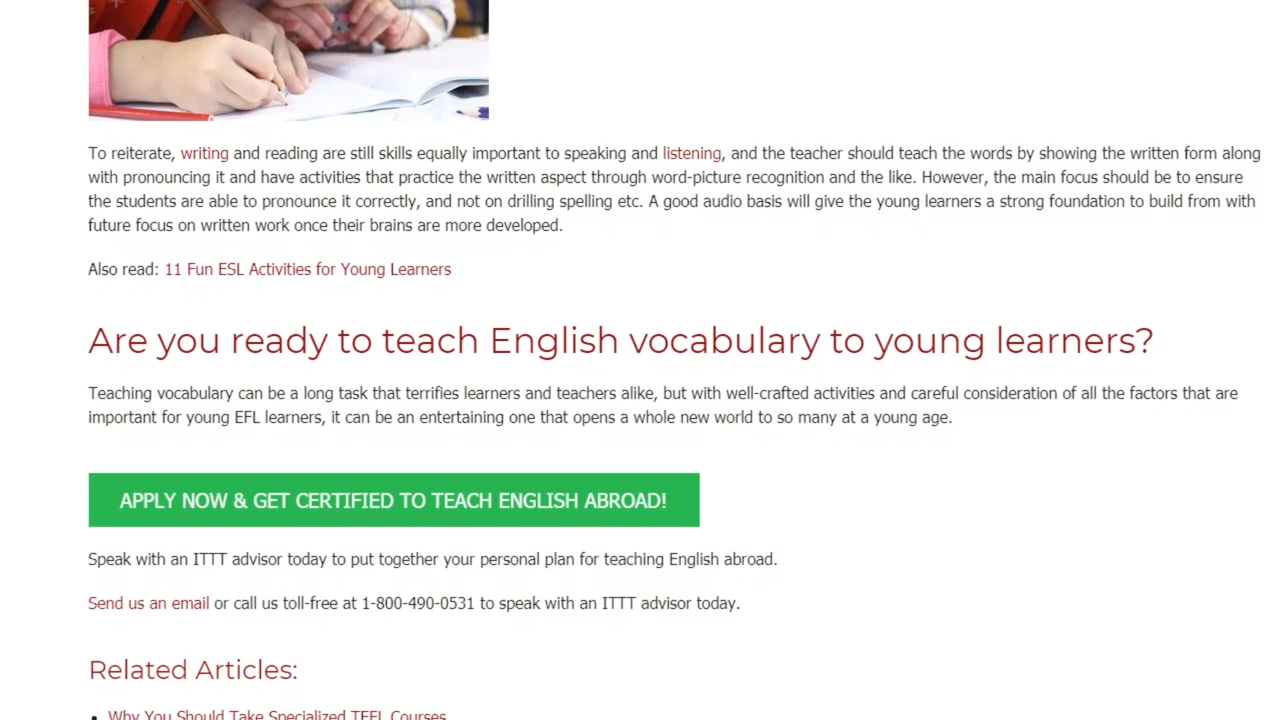 To reiterate, writing and reading are still skills equally important to speaking and listening, and the teacher should teach the words by showing the written form along
with pronouncing it and have activities that practice the written aspect through word-picture recognition and the like. However, the main focus should be to ensure
the students are able to pronounce it correctly, and not on drilling spelling etc. A good audio basis will give the young learners a strong foundation to build from with
future focus on written work once their brains are more developed.
Also read: 11 Fun ESL Activities for Young Learners
Are you ready to teach English vocabulary to young learners?
Teaching vocabulary can be a long task that terrifies learners and teachers alike, but with well-crafted activities and careful consideration of all the factors that are
important for young EFL learners, it can be an entertaining one that opens a whole new world to so many at a young age.
APPLY NOW & GET CERTIFIED TO TEACH ENGLISH ABROAD!
Speak with an ITTT advisor today to put together your personal plan for teaching English abroad.
Send us an email or call us toll-free at 1-800-490-0531 to speak with an ITTT advisor today.
Related Articles:
• Why You Should Take Specialized TEFL Courses